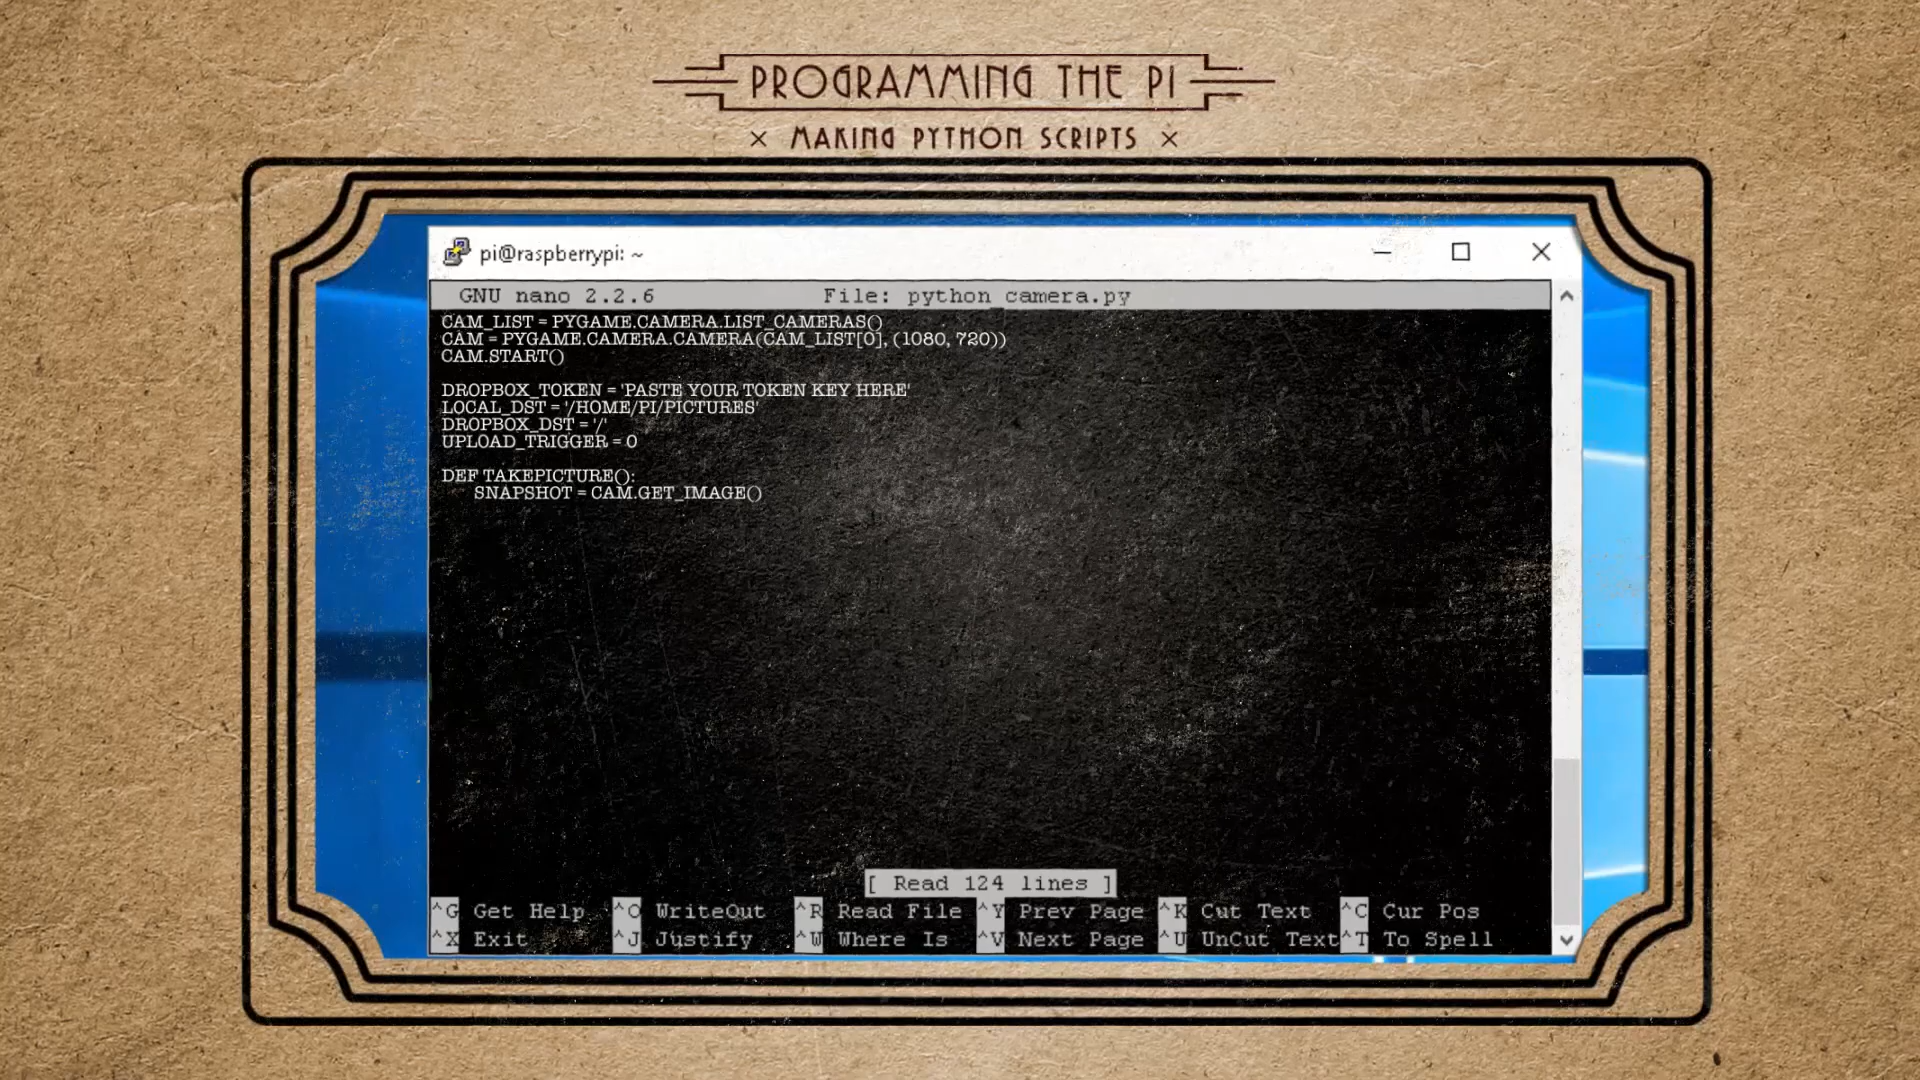 PROGRAMMING THE PI
× MAKING PYTHON SCRIPTS ×
pi@raspberrypi: ~
GNU nano 2.2.6 File: python_camera.py
CAM_LIST = PYGAME.CAMERA.LIST_CAMERAS()
CAM = PYGAME.CAMERA.CAMERA(CAM_LIST[0], (1080, 720))
CAM.START()
DROPBOX_TOKEN = 'PASTE YOUR TOKEN KEY HERE'
LOCAL_DST = '/HOME/PI/PICTURES'
DROPBOX_DST = '/'
UPLOAD_TRIGGER = 0
DEF TAKEPICTURE():
SNAPSHOT = CAM.GET_IMAGE()
[ Read 124 lines ]
^G Get Help ^O WriteOut ^R Read File ^Y Prev Page ^K Cut Text ^C Cur Pos
^X Exit ^J Justify ^W Where Is ^V Next Page ^U UnCut Text ^T To Spell